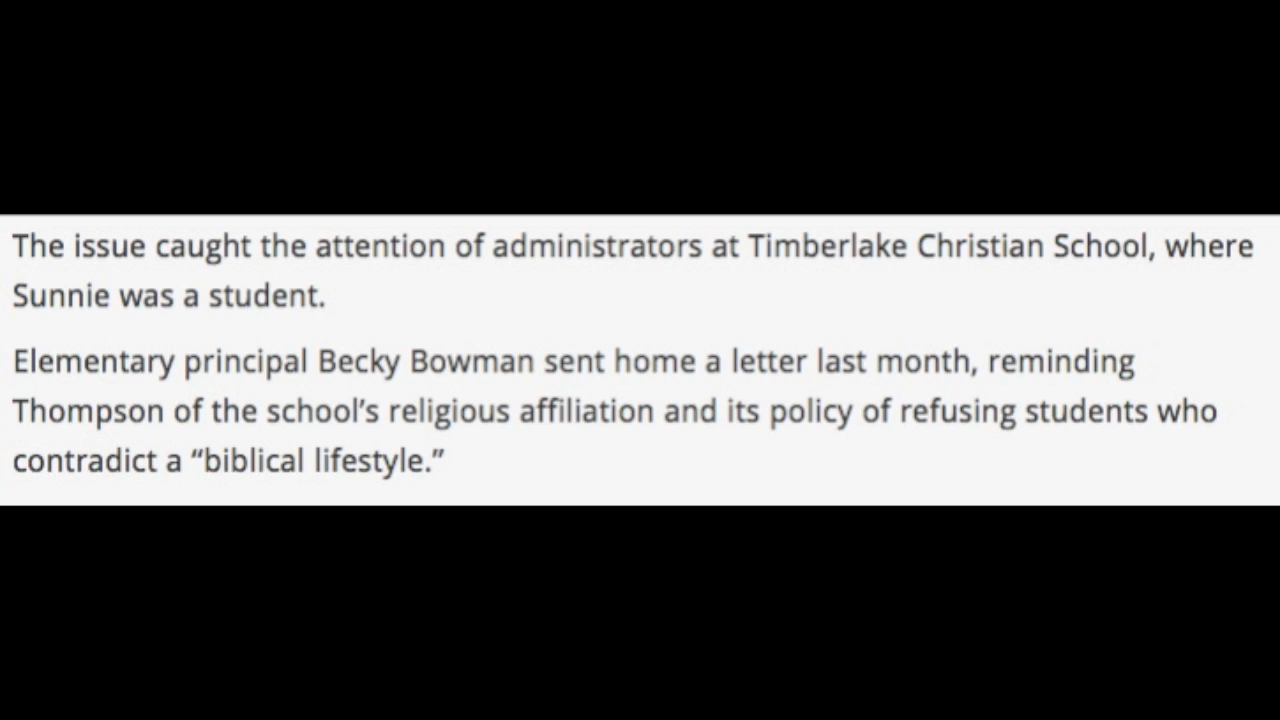 The issue caught the attention of administrators at Timberlake Christian School, where
Sunnie was a student.
Elementary principal Becky Bowman sent home a letter last month, reminding
Thompson of the school’s religious affiliation and its policy of refusing students who
contradict a “biblical lifestyle.”